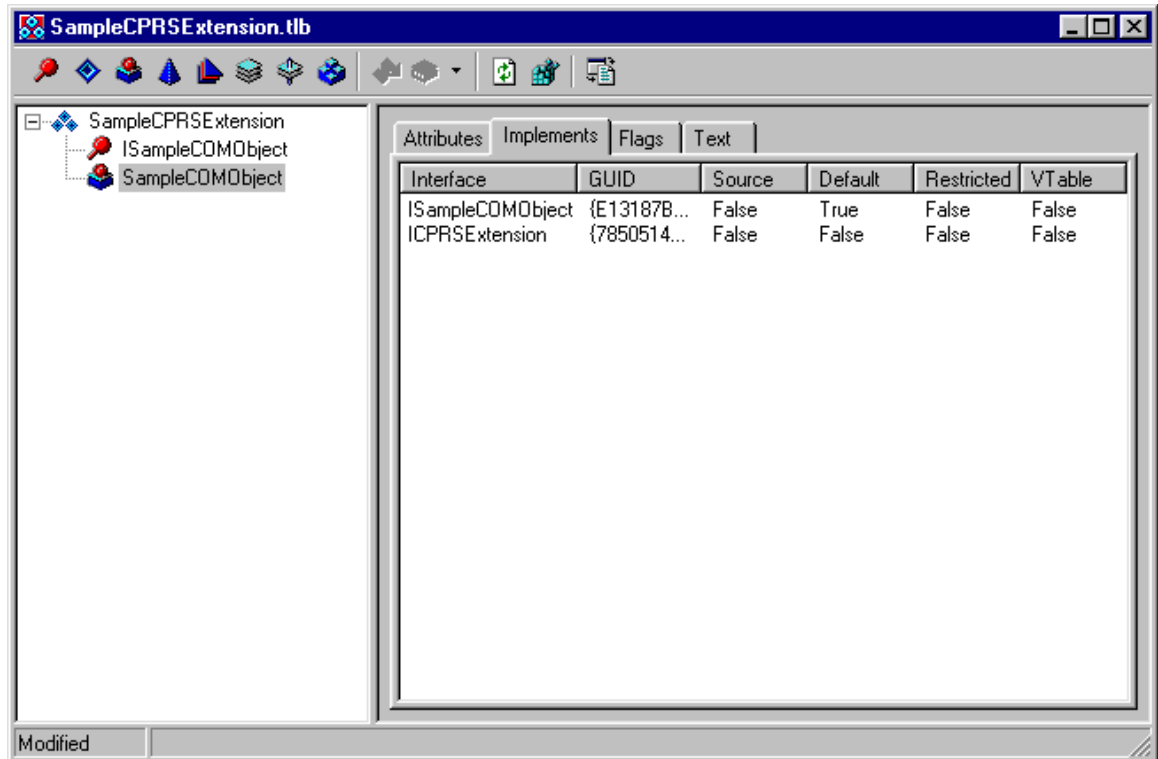 SampleCPRSExtension.tlb
SampleCPRSExtension
ISampleCOMObject
SampleCOMObject
Attributes Implements Flags Text
Interface GUID Source Default Restricted VTable
ISampleCOMObject {E13187B... False True False False
ICPRSExtension {7850514... False False False False
Modified